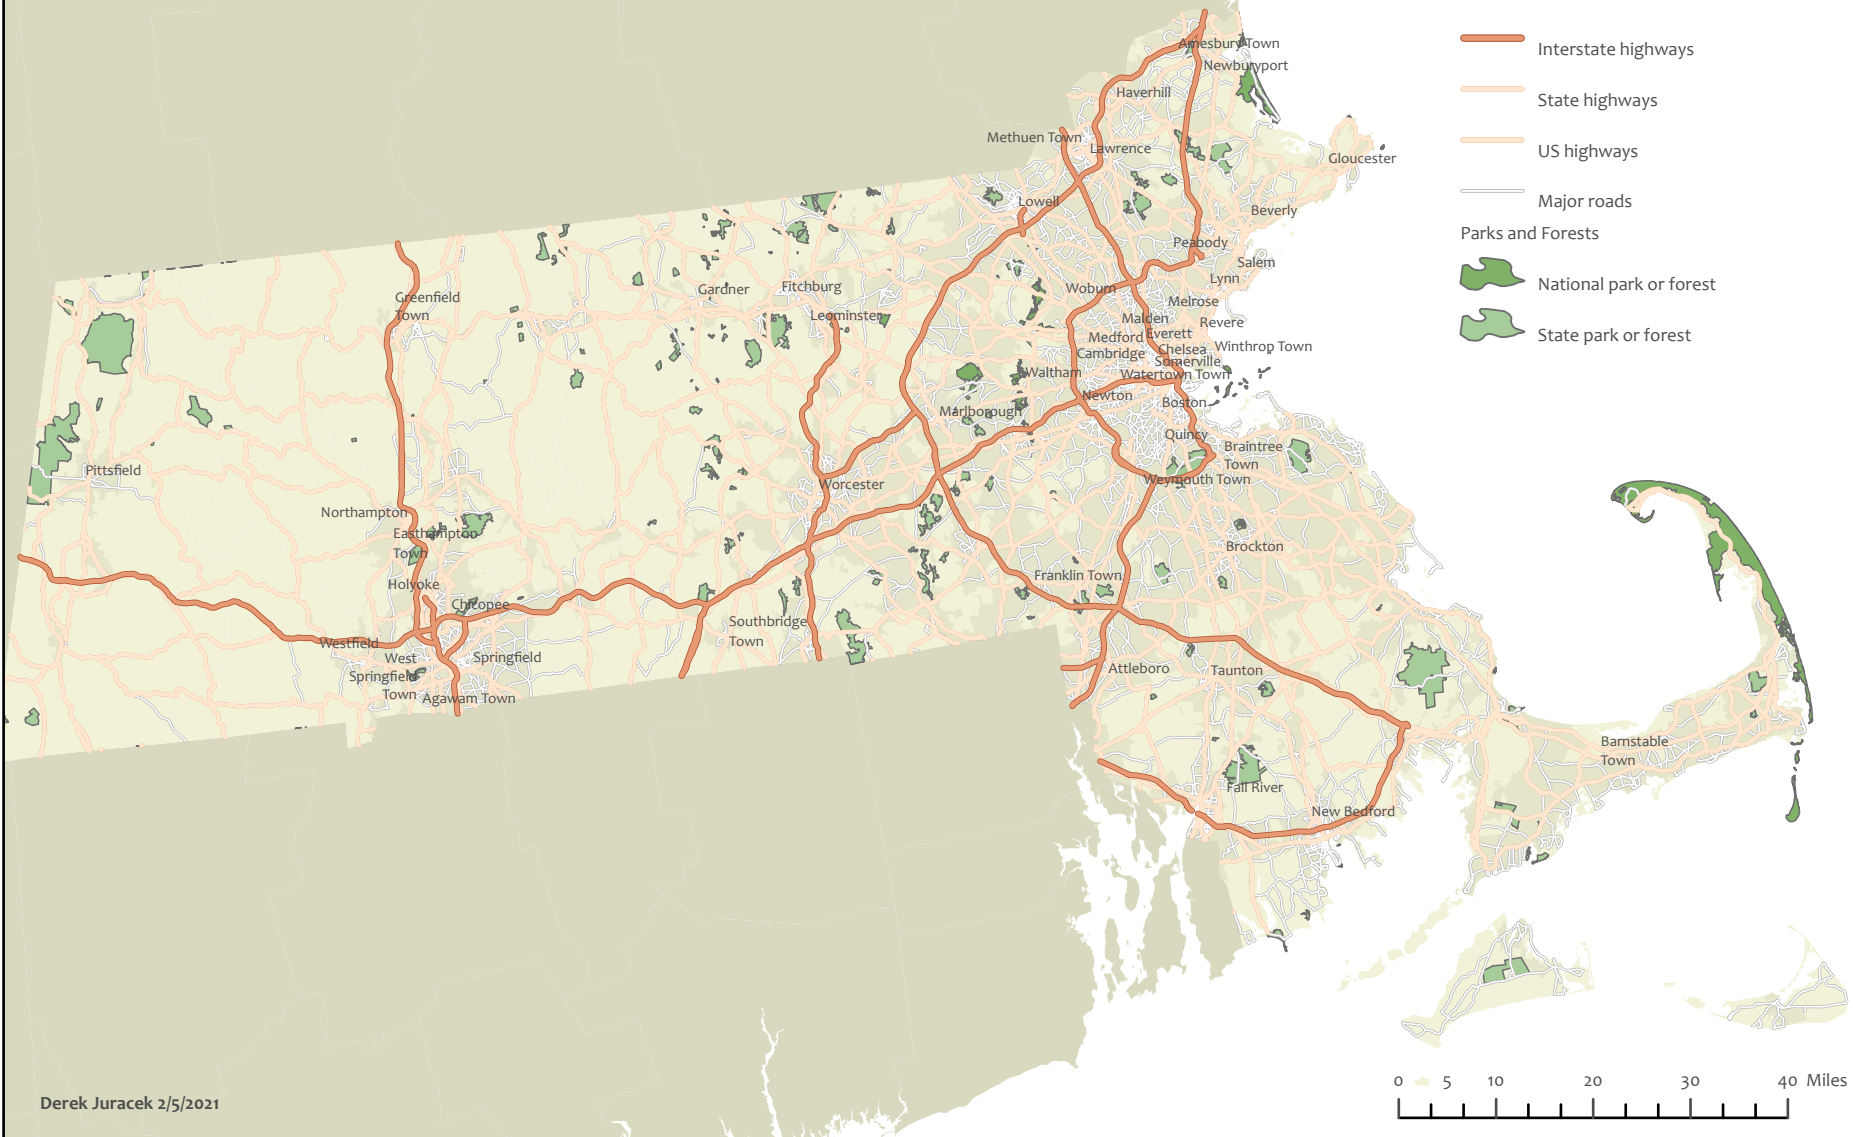 Amesbury Town
Newburyport
Haverhill
Methuen Town
Lawrence
Gloucester
Lowell
Beverly
Peabody
Salem
Lynn
Woburn
Melrose
Malden
Revere
Medford
Everett
Winthrop Town
Cambridge
Chelsea
Somerville
Waltham
Watertown Town
Newton
Boston
Marlborough
Quincy
Braintree
Town
Weymouth Town
Greenfield
Town
Gardner
Fitchburg
Leominster
Pittsfield
Worcester
Northampton
Easthampton
Town
Brockton
Holyoke
Franklin Town
Chicopee
Southbridge
Town
Westfield
West
Springfield
Town
Springfield
Agawam Town
Attleboro
Taunton
Barnstable
Town
Fall River
New Bedford
Interstate highways
State highways
US highways
Major roads
Parks and Forests
National park or forest
State park or forest
0 5 10 20 30 40 Miles
Derek Juracek 2/5/2021